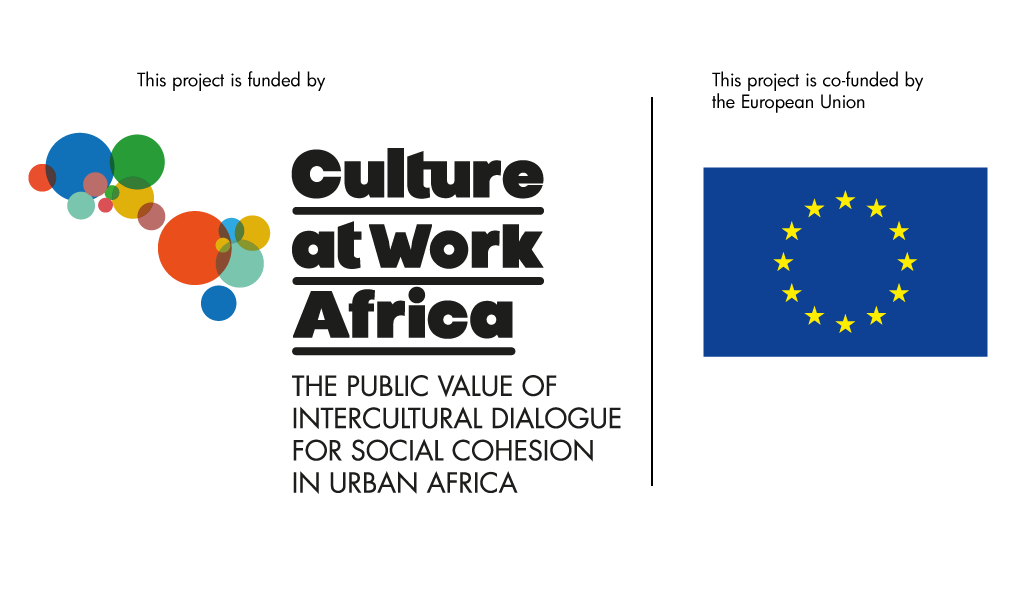 This project is funded by
Culture
at Work
Africa
THE PUBLIC VALUE OF
INTERCULTURAL DIALOGUE
FOR SOCIAL COHESION
IN URBAN AFRICA
This project is co-funded by
the European Union